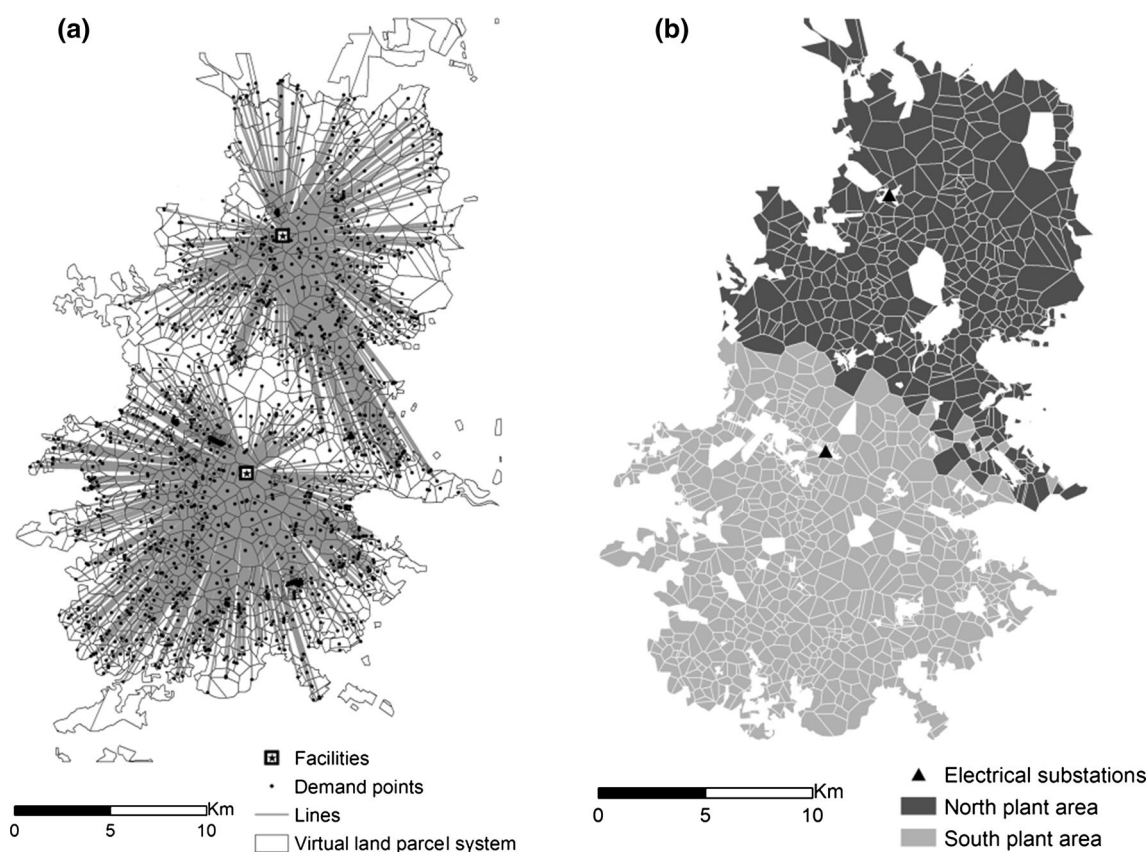 (a)
(b)
Facilities
Demand points
Lines
Virtual land parcel system
Km
0 5 10
Electrical substations
North plant area
South plant area
Km
0 5 10